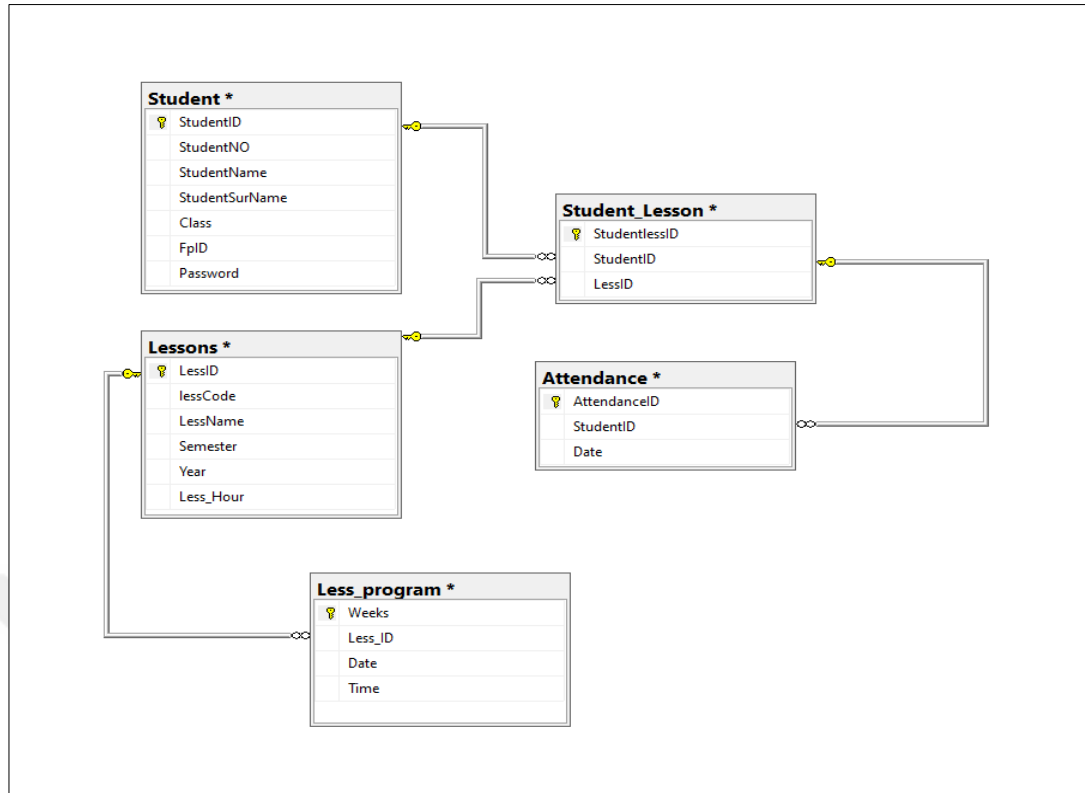 Student *
StudentID
StudentNO
StudentName
StudentSurName
Class
FpID
Password
Student_Lesson *
StudentlessID
StudentID
LessID
Lessons *
LessID
lessCode
LessName
Semester
Year
Less_Hour
Attendance *
AttendanceID
StudentID
Date
Less_program *
Weeks
Less_ID
Date
Time